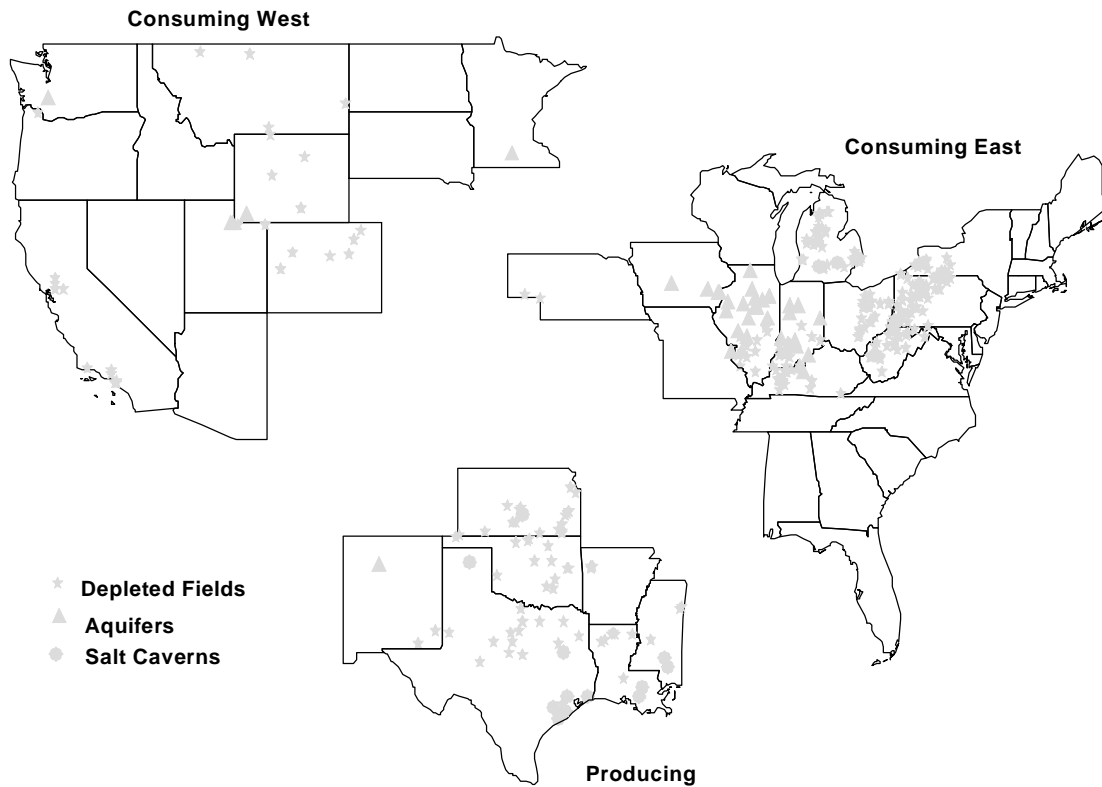 Consuming West
Consuming East
Depleted Fields
Aquifers
Salt Caverns
Producing